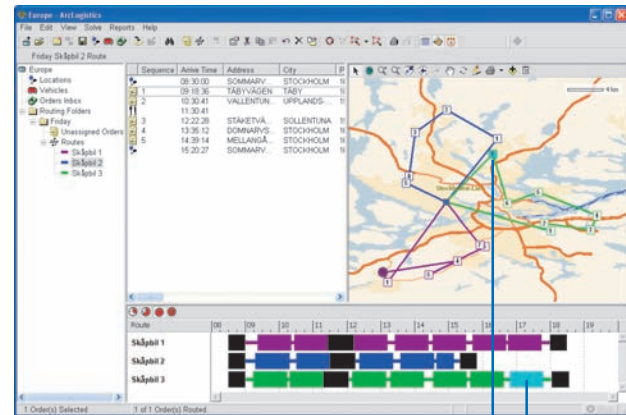 Europe - ArcLogistics
File Edit View Solve Reports Help
Friday Skåpbil 2 Route
Europe
Locations
Vehicles
Orders Inbox
Routing Folders
Friday
Unassigned Orders
Routes
Skåpbil 1
Skåpbil 2
Skåpbil 3
Sequence Arrive Time Address City P
08:30:00 SOMMARV... STOCKHOLM
1 09:18:36 TÄBYVÄGEN TÄBY
2 10:30:41 VALLENTUN... UPPLANDS-...
11:30:41
3 12:22:28 STÄKETVÄ... SOLLENTUNA
4 13:35:12 DOMNARVS... STOCKHOLM
5 14:39:14 MELLANGÅ... STOCKHOLM
15:20:27 SOMMARV... STOCKHOLM
4 km
Route 08 09 10 11 12 13 14 15 16 17 18 19
Skåpbil 1
Skåpbil 2
Skåpbil 3
1 Order(s) Selected 1 of 1 Order(s) Routed